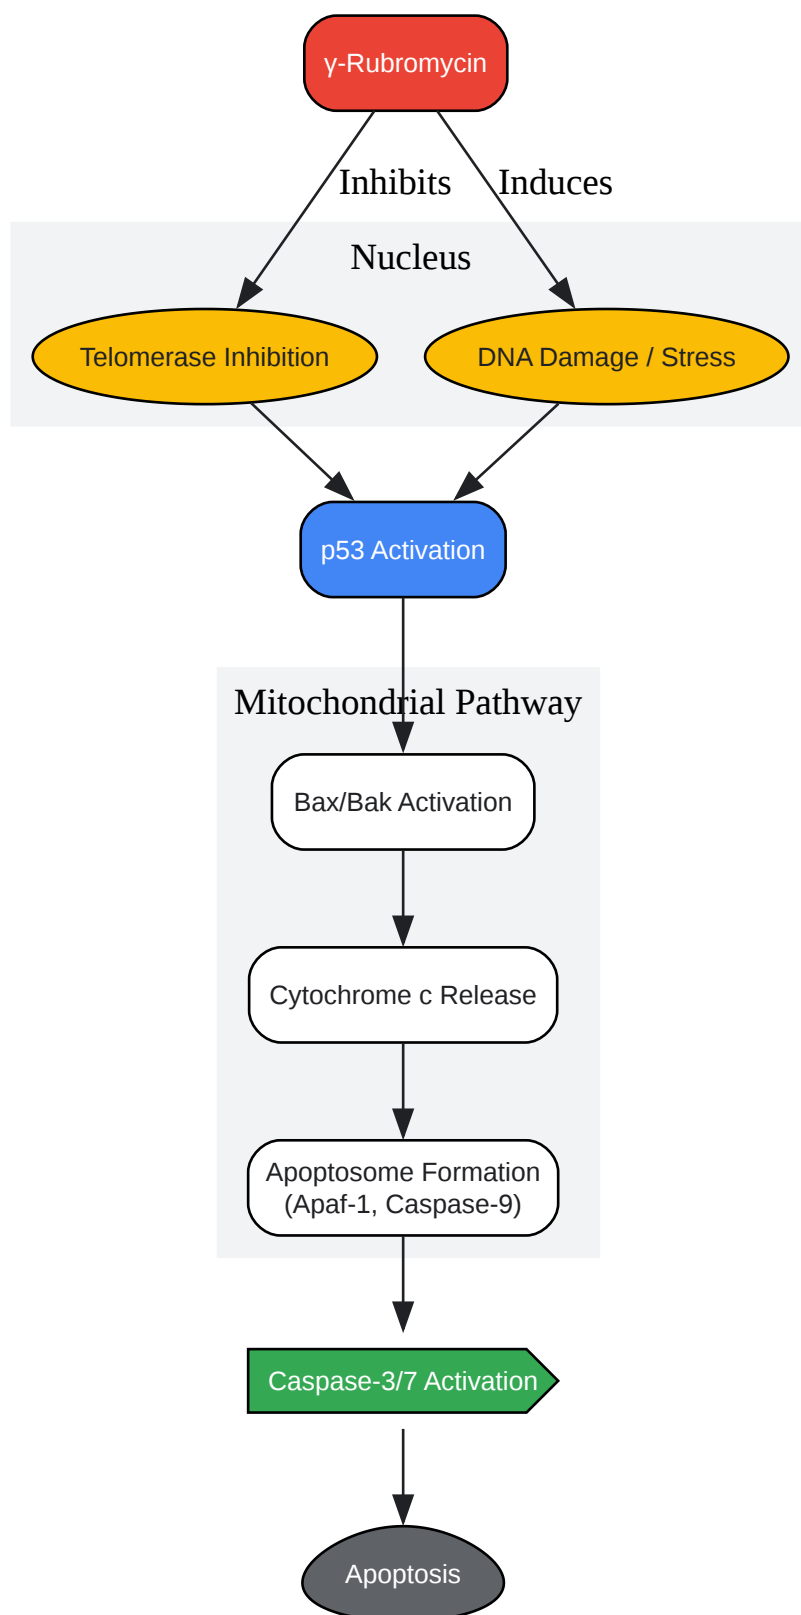 γ-Rubromycin
Inhibits
Induces
Nucleus
Telomerase Inhibition
DNA Damage / Stress
p53 Activation
Mitochondrial Pathway
Bax/Bak Activation
Cytochrome c Release
Apoptosome Formation
(Apaf-1, Caspase-9)
Caspase-3/7 Activation
Apoptosis